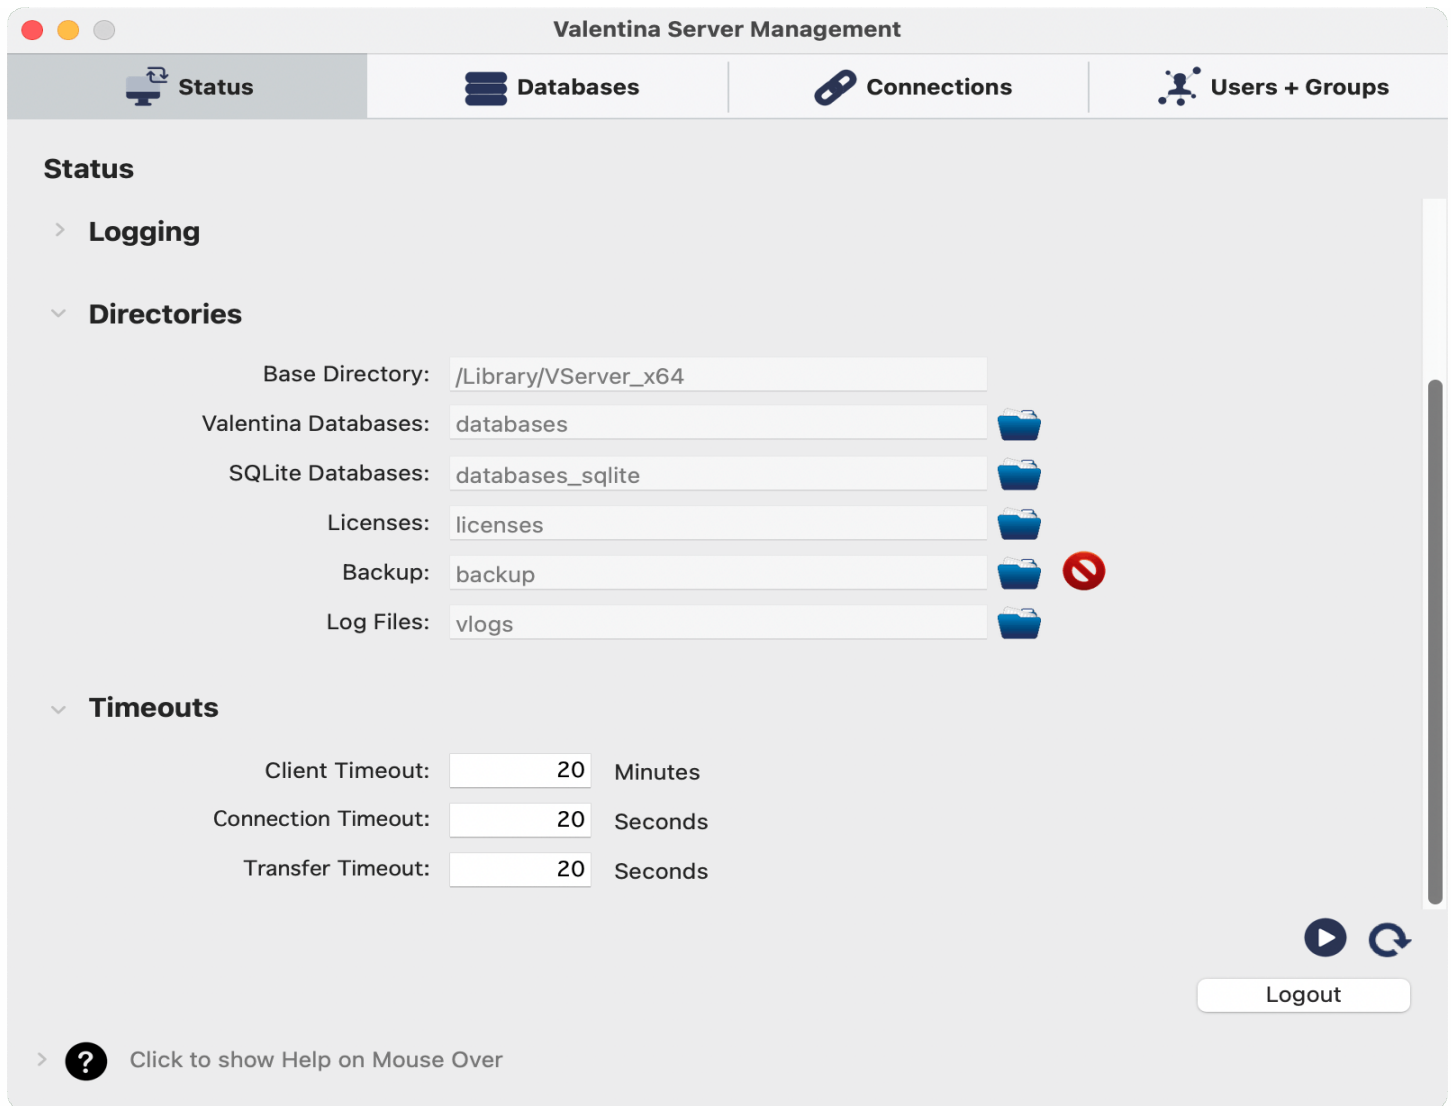 Valentina Server Management
Status Databases Connections Users + Groups
Status
Logging
Directories
Base Directory: /Library/VServer_x64
Valentina Databases: databases
SQLite Databases: databases_sqlite
Licenses: licenses
Backup: backup
Log Files: vlogs
Timeouts
Client Timeout: 20 Minutes
Connection Timeout: 20 Seconds
Transfer Timeout: 20 Seconds
Logout
? Click to show Help on Mouse Over